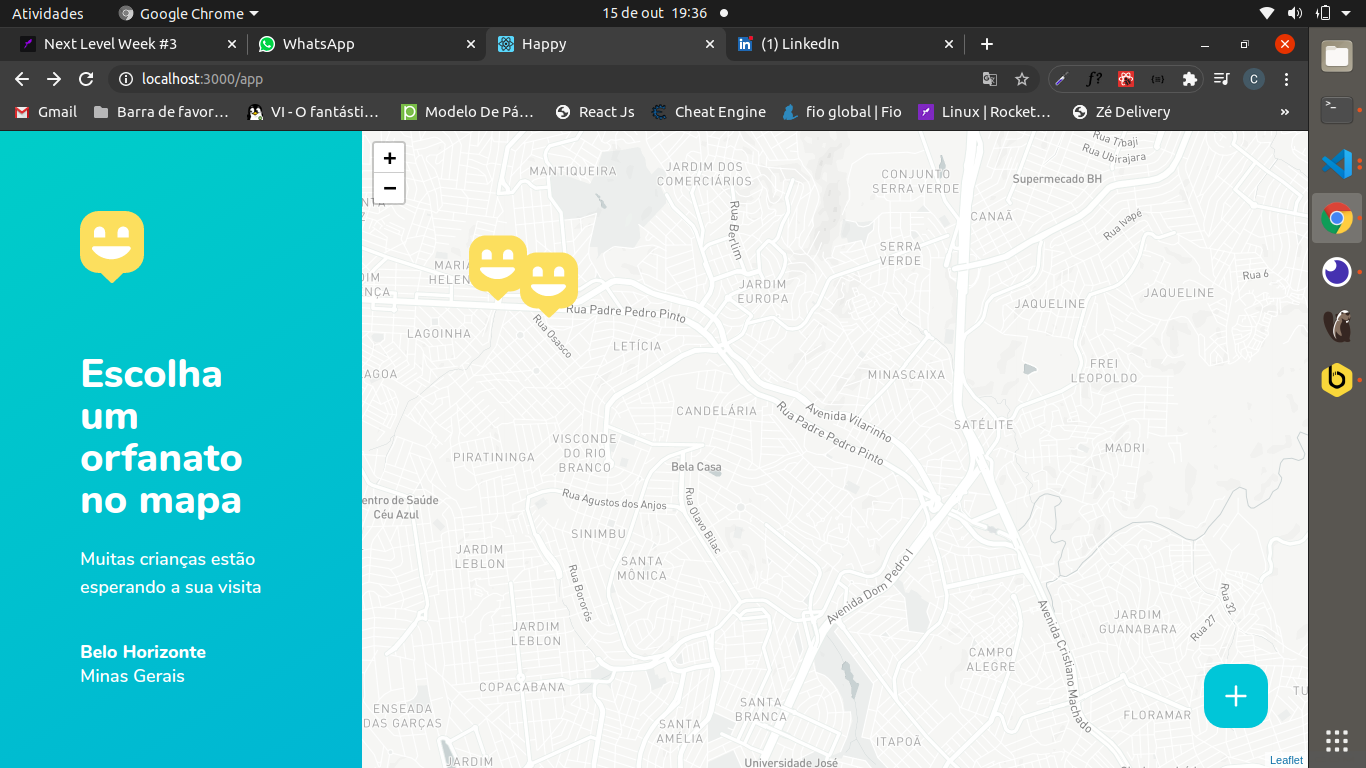 Atividades
Google Chrome
15 de out 19:36
Next Level Week #3
WhatsApp
Happy
(1) LinkedIn
localhost:3000/app
f?
C
Gmail
Barra de favor…
VI - O fantásti…
Modelo De Pá…
React Js
Cheat Engine
fio global | Fio
Linux | Rocket…
Zé Delivery
»
Escolha
um
orfanato
no mapa
Muitas crianças estão
esperando a sua visita
Belo Horizonte
Minas Gerais
+
−
MANTIQUEIRA
JARDIM DOS
COMERCIÁRIOS
CONJUNTO
SERRA VERDE
Rua Ubirajara
Supermecado BH
CANAÃ
Rua Ivapé
Rua Berlim
SERRA
VERDE
Rua 6
JARDIM
EUROPA
JAQUELINE
JAQUELINE
Rua Padre Pedro Pinto
Rua Osasco
LAGOINHA
LETÍCIA
MINASCAIXA
FREI
LEOPOLDO
CANDELÁRIA
Avenida Vilarinho
Rua Padre Pedro Pinto
SATÉLITE
VISCONDE
DO RIO
BRANCO
PIRATININGA
Bela Casa
MADRI
entro de Saúde
Céu Azul
Rua Agustos dos Anjos
Rua Olavo Bilac
SINIMBU
JARDIM
LEBLON
SANTA
MÔNICA
Rua Bororós
Avenida Dom Pedro I
Avenida Cristiano Machado
Rua 32
Rua 27
JARDIM
GUANABARA
JARDIM
LEBLON
CAMPO
ALEGRE
COPACABANA
ENSEADA
DAS GARÇAS
SANTA
BRANCA
SANTA
AMÉLIA
ITAPOÃ
FLORAMAR
JARDIM
Universidade José
Leaflet